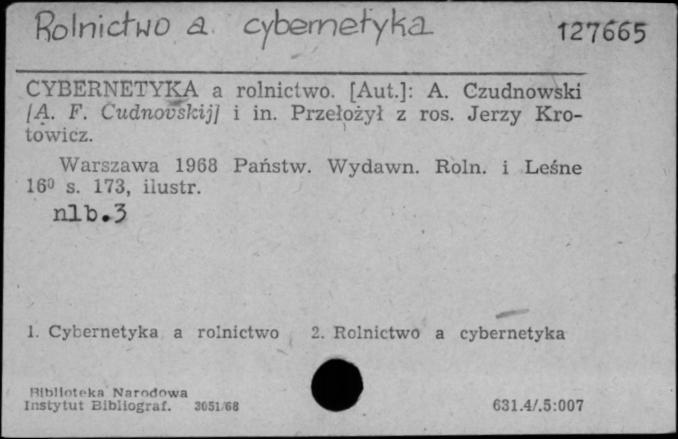 Rolnictwo a cybernetyka
127665
CYBERNETYKA a rolnictwo. [Aut.]: A. Czudnowski
[A. F. Čudnovskij] i in. Przełożył z ros. Jerzy Kro-
towicz.
Warszawa 1968 Państw. Wydawn. Roln. i Leśne
16⁰ s. 173, ilustr.
nlb.3
1. Cybernetyka a rolnictwo 2. Rolnictwo a cybernetyka
Biblioteka Narodowa
Instytut Bibliograf. 3051/68
631.4/.5:007